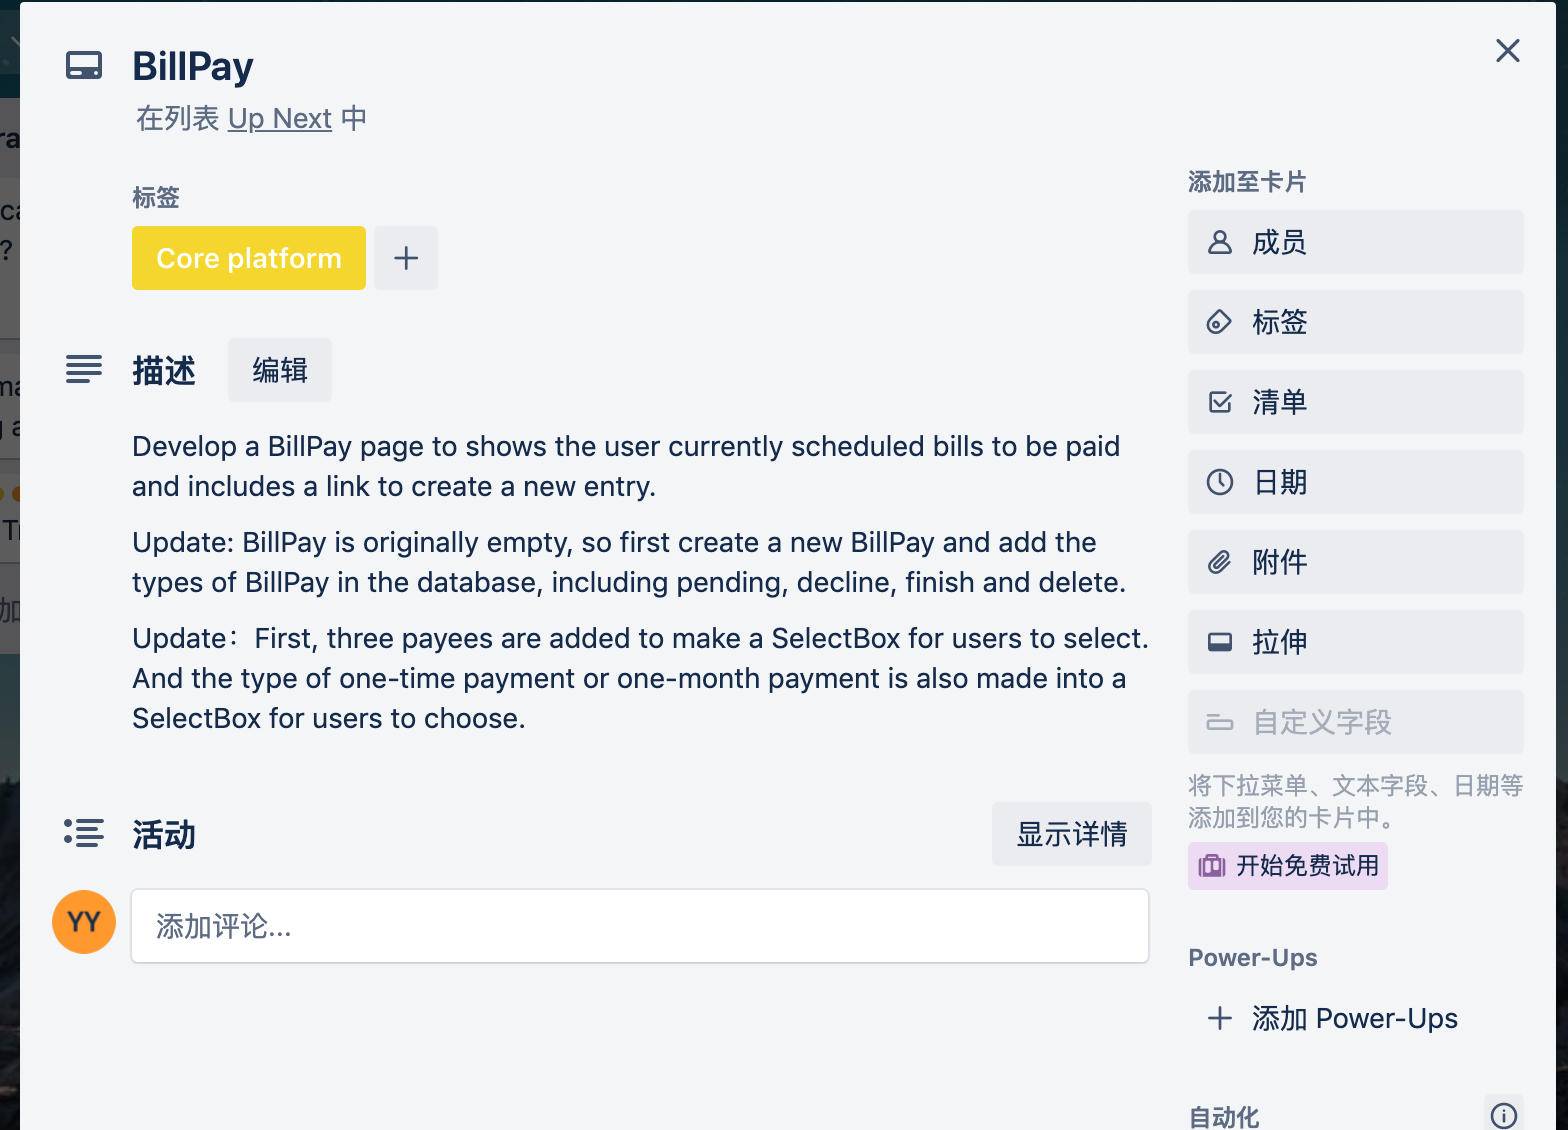 BillPay
在列表 Up Next 中
标签
Core platform
描述
编辑
Develop a BillPay page to shows the user currently scheduled bills to be paid
and includes a link to create a new entry.
Update: BillPay is originally empty, so first create a new BillPay and add the
types of BillPay in the database, including pending, decline, finish and delete.
Update：First, three payees are added to make a SelectBox for users to select.
And the type of one-time payment or one-month payment is also made into a
SelectBox for users to choose.
活动
显示详情
YY
添加评论...
添加至卡片
成员
标签
清单
日期
附件
拉伸
自定义字段
将下拉菜单、文本字段、日期等
添加到您的卡片中。
开始免费试用
Power-Ups
添加 Power-Ups
自动化